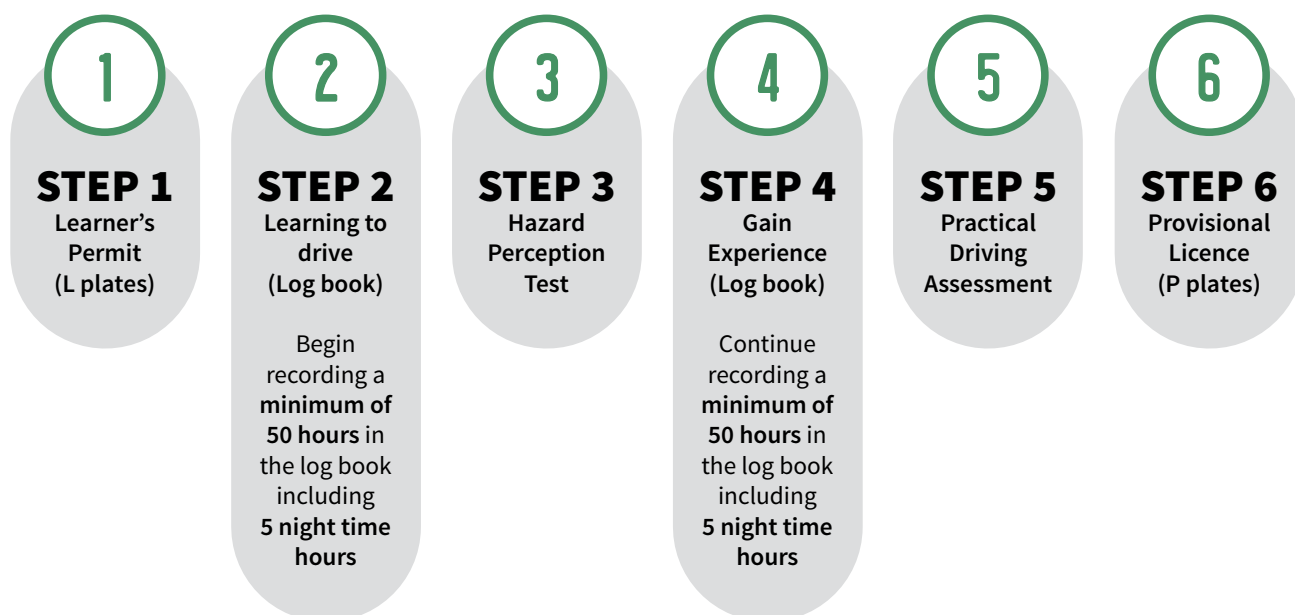 1
STEP 1
Learner’s
Permit
(L plates)
2
STEP 2
Learning to
drive
(Log book)
Begin
recording a
minimum of
50 hours in
the log book
including
5 night time
hours
3
STEP 3
Hazard
Perception
Test
4
STEP 4
Gain
Experience
(Log book)
Continue
recording a
minimum of
50 hours in
the log book
including
5 night time
hours
5
STEP 5
Practical
Driving
Assessment
6
STEP 6
Provisional
Licence
(P plates)